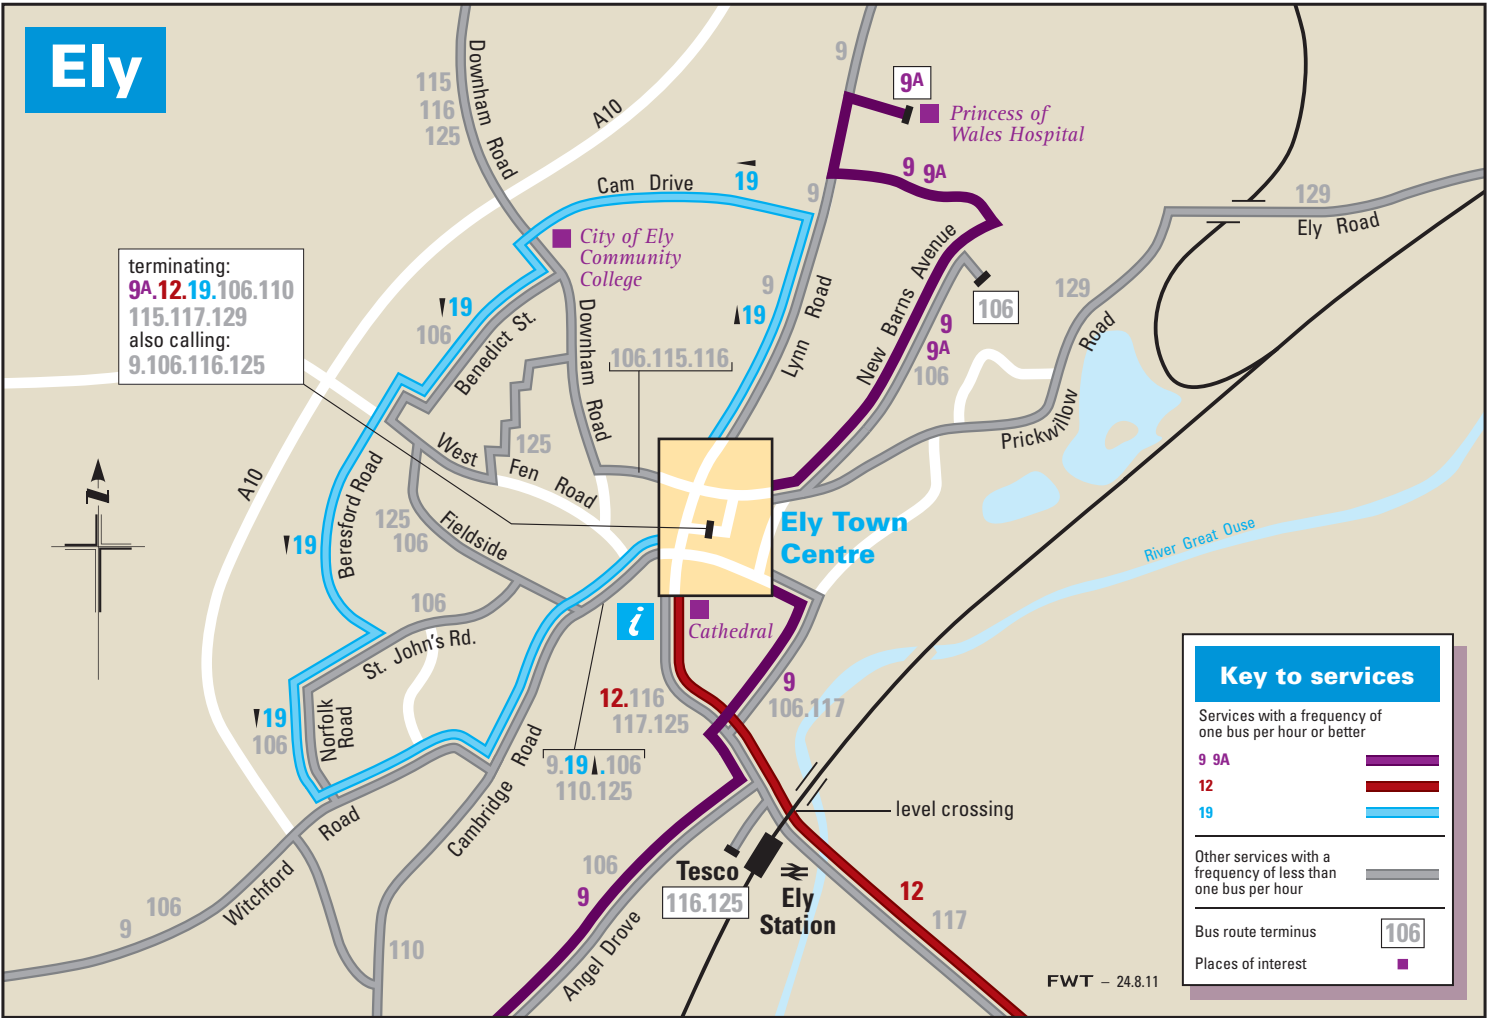 Ely
115
116
125
Downham Road
A10
9
9A
Princess of
Wales Hospital
9 9A
Cam Drive
19
9
129
Ely Road
City of Ely
Community
College
terminating:
9A.12.19.106.110
115.117.129
also calling:
9.106.116.125
19
106
Benedict St.
Downham Road
9
19
Lynn Road
New Barns Avenue
106
9
9A
106
129
Prickwillow Road
106.115.116
West Fen Road
125
A10
Beresford Road
19
125
106
Fieldside
Ely Town
Centre
River Great Ouse
N
106
St. John's Rd.
i
Cathedral
19
106
Norfolk
Road
12.116
117.125
9
106.117
9.19.106
110.125
Cambridge Road
level crossing
Witchford Road
106
9
110
106
9
Angel Drove
Tesco
116.125
Ely
Station
12
117
Key to services
Services with a frequency of
one bus per hour or better
9 9A
12
19
Other services with a
frequency of less than
one bus per hour
Bus route terminus
106
Places of interest
FWT – 24.8.11